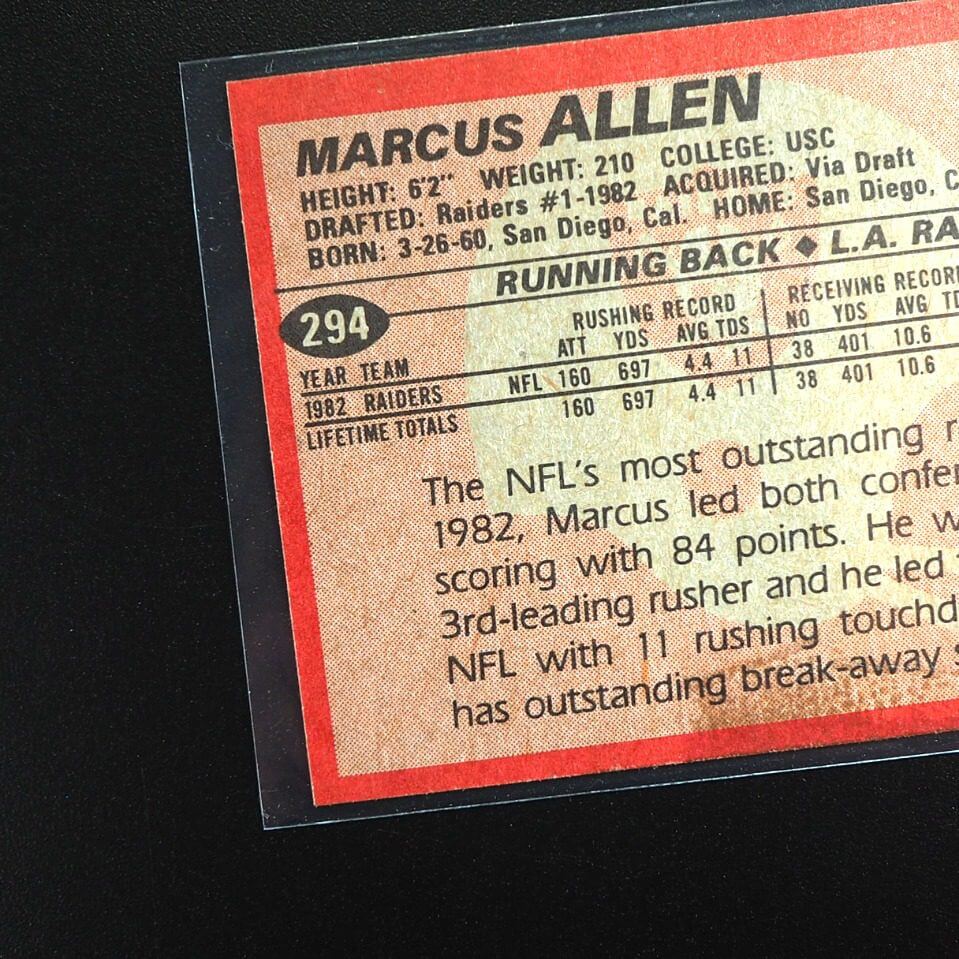 MARCUS ALLEN
HEIGHT: 6'2" WEIGHT: 210 COLLEGE: USC
DRAFTED: Raiders #1-1982 ACQUIRED: Via Draft
BORN: 3-26-60, San Diego, Cal. HOME: San Diego, C
RUNNING BACK ◆ L.A. RA
294
RUSHING RECORD RECEIVING RECOR
YEAR TEAM ATT YDS AVG TDS NO YDS AVG TD
1982 RAIDERS NFL 160 697 4.4 11 38 401 10.6
LIFETIME TOTALS 160 697 4.4 11 38 401 10.6
The NFL's most outstanding r
1982, Marcus led both confer
scoring with 84 points. He w
3rd-leading rusher and he led
NFL with 11 rushing touchd
has outstanding break-away s